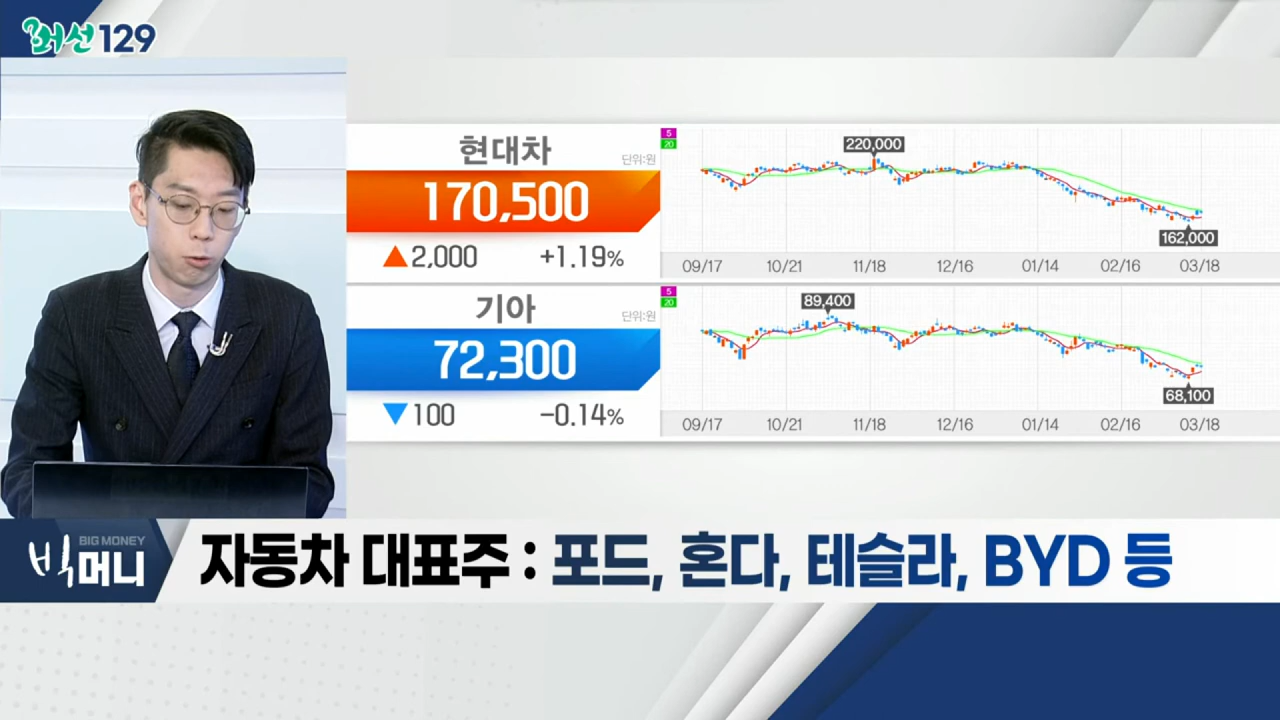 머선129
현대차
단위:원
170,500
▲2,000 +1.19%
5
20
220,000
162,000
09/17 10/21 11/18 12/16 01/14 02/16 03/18
기아
단위:원
72,300
▼100 -0.14%
5
20
89,400
68,100
09/17 10/21 11/18 12/16 01/14 02/16 03/18
BIG MONEY
빅머니
자동차 대표주 : 포드, 혼다, 테슬라, BYD 등